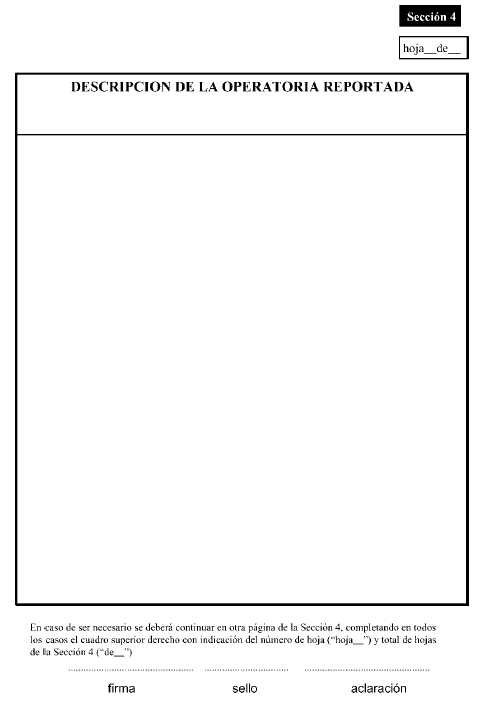 Sección 4
hoja__de__
DESCRIPCION DE LA OPERATORIA REPORTADA
En caso de ser necesario se deberá continuar en otra página de la Sección 4, completando en todos
los casos el cuadro superior derecho con indicación del número de hoja (“hoja__”) y total de hojas
de la Sección 4 (“de__”)
firma sello aclaración